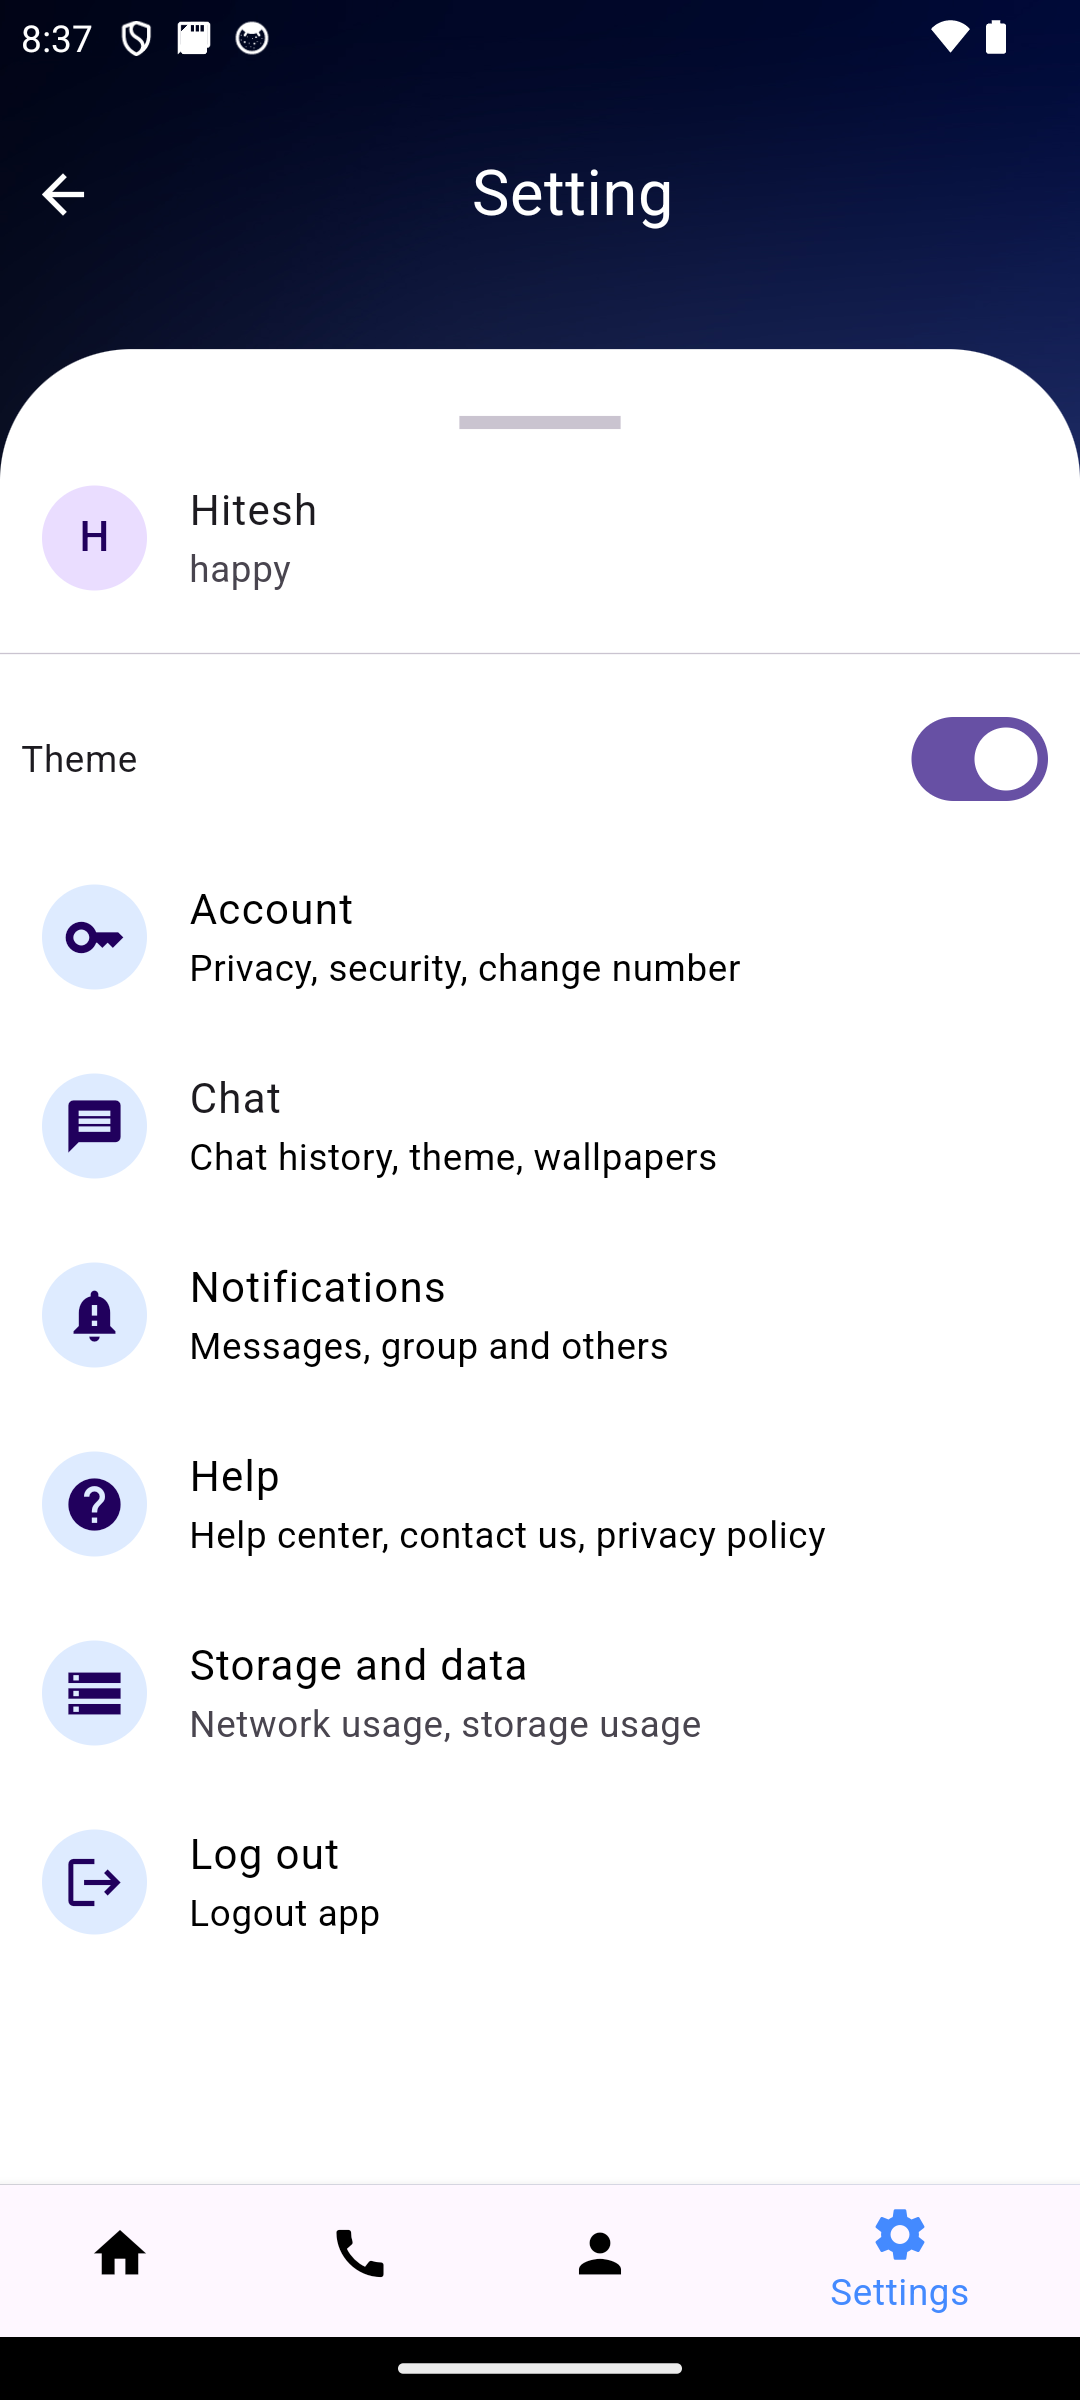 8:37
Setting
H
Hitesh
happy
Theme
Account
Privacy, security, change number
Chat
Chat history, theme, wallpapers
Notifications
Messages, group and others
Help
Help center, contact us, privacy policy
Storage and data
Network usage, storage usage
Log out
Logout app
Settings